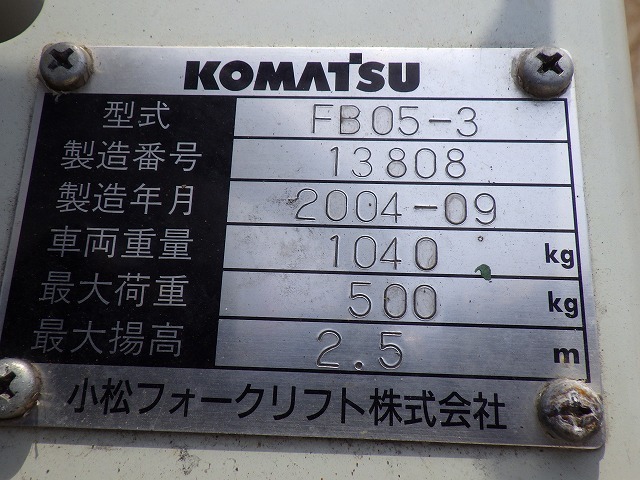 KOMATSU
型式 FB05-3
製造番号 13808
製造年月 2004-09
車両重量 1040 kg
最大荷重 500 kg
最大揚高 2.5 m
小松フォークリフト株式会社